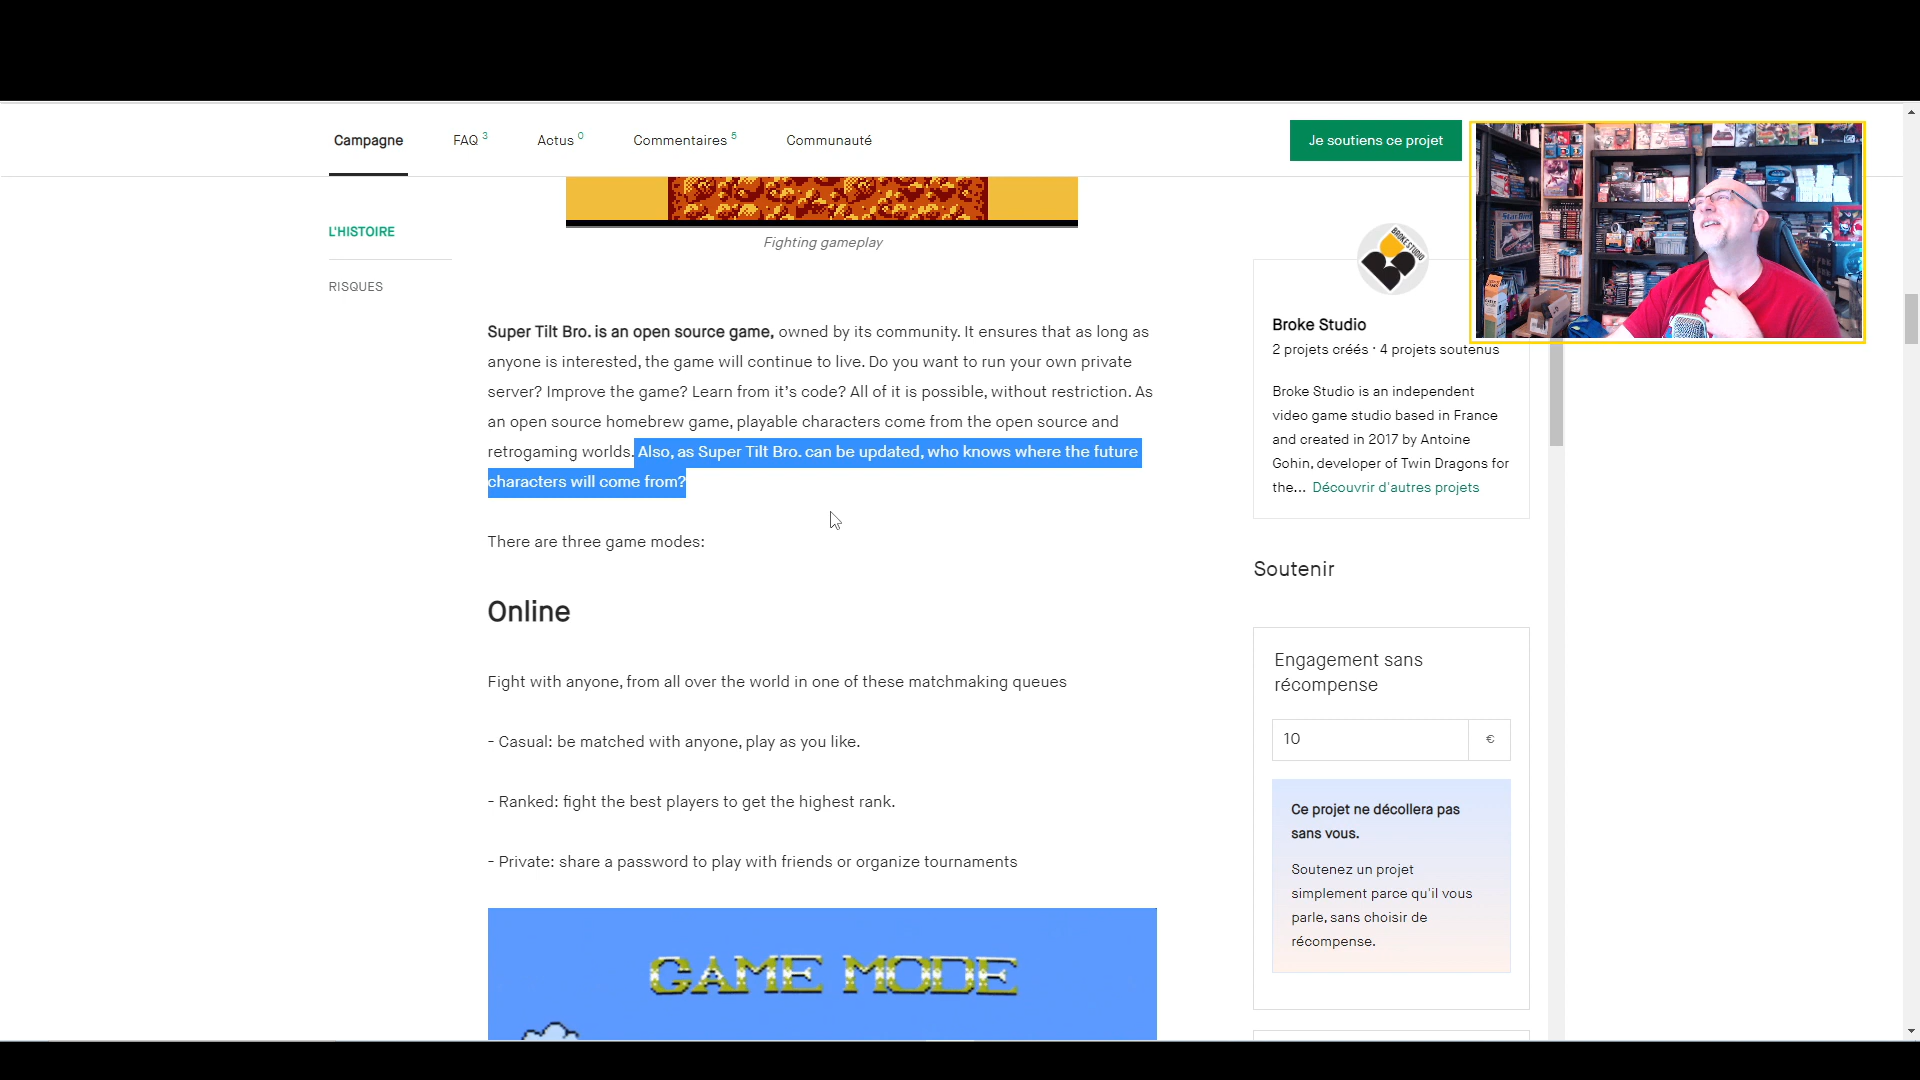 Campagne
FAQ 3
Actus 0
Commentaires 5
Communauté
Je soutiens ce projet
L'HISTOIRE
RISQUES
Fighting gameplay
Super Tilt Bro. is an open source game, owned by its community. It ensures that as long as
anyone is interested, the game will continue to live. Do you want to run your own private
server? Improve the game? Learn from it's code? All of it is possible, without restriction. As
an open source homebrew game, playable characters come from the open source and
retrogaming worlds. Also, as Super Tilt Bro. can be updated, who knows where the future
characters will come from?
There are three game modes:
Online
Fight with anyone, from all over the world in one of these matchmaking queues
- Casual: be matched with anyone, play as you like.
- Ranked: fight the best players to get the highest rank.
- Private: share a password to play with friends or organize tournaments
GAME MODE
BROKE STUDIO
Broke Studio
2 projets créés · 4 projets soutenus
Broke Studio is an independent
video game studio based in France
and created in 2017 by Antoine
Gohin, developer of Twin Dragons for
the... Découvrir d'autres projets
Soutenir
Engagement sans
récompense
10 €
Ce projet ne décollera pas
sans vous.
Soutenez un projet
simplement parce qu'il vous
parle, sans choisir de
récompense.